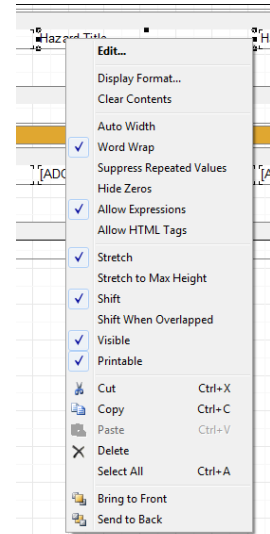 Hazard Title H
Edit...
Display Format...
Clear Contents
Auto Width
Word Wrap
[ADO [A
Suppress Repeated Values
Hide Zeros
Allow Expressions
Allow HTML Tags
Stretch
Stretch to Max Height
Shift
Shift When Overlapped
Visible
Printable
Cut Ctrl+X
Copy Ctrl+C
Paste Ctrl+V
Delete
Select All Ctrl+A
Bring to Front
Send to Back